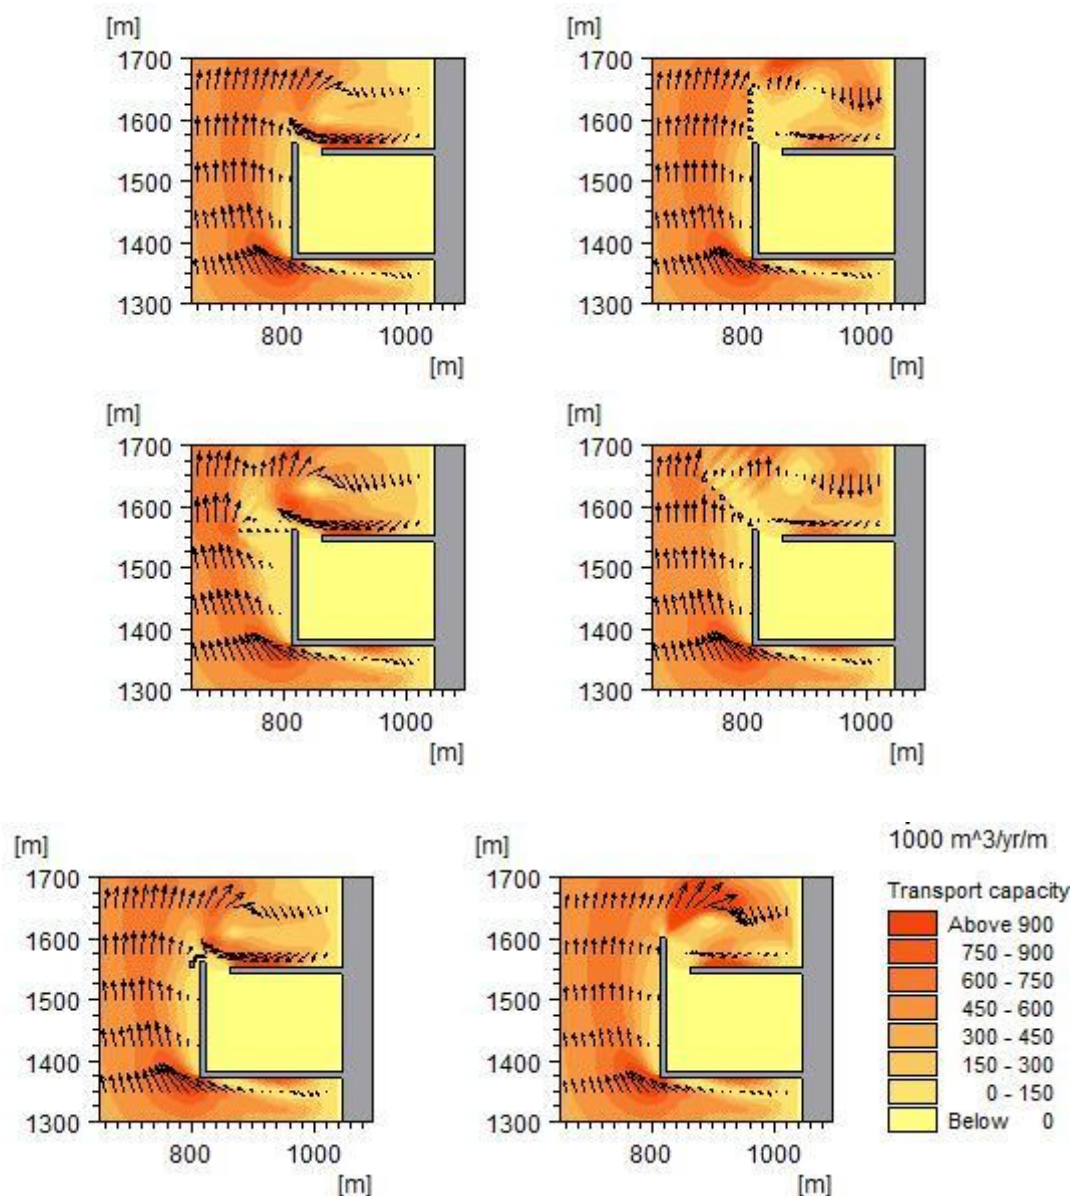 [m] [m]
1700 1700
1600 1600
1500 1500
1400 1400
1300 1300
800 1000 800 1000
[m] [m]
[m] [m]
1700 1700
1600 1600
1500 1500
1400 1400
1300 1300
800 1000 800 1000
[m] [m]
[m] [m] 1000 m^3/yr/m
1700 1700 Transport capacity
Above 900
1600 1600 750 - 900
600 - 750
1500 1500 450 - 600
300 - 450
1400 1400 150 - 300
0 - 150
1300 1300 Below 0
800 1000 800 1000
[m] [m]